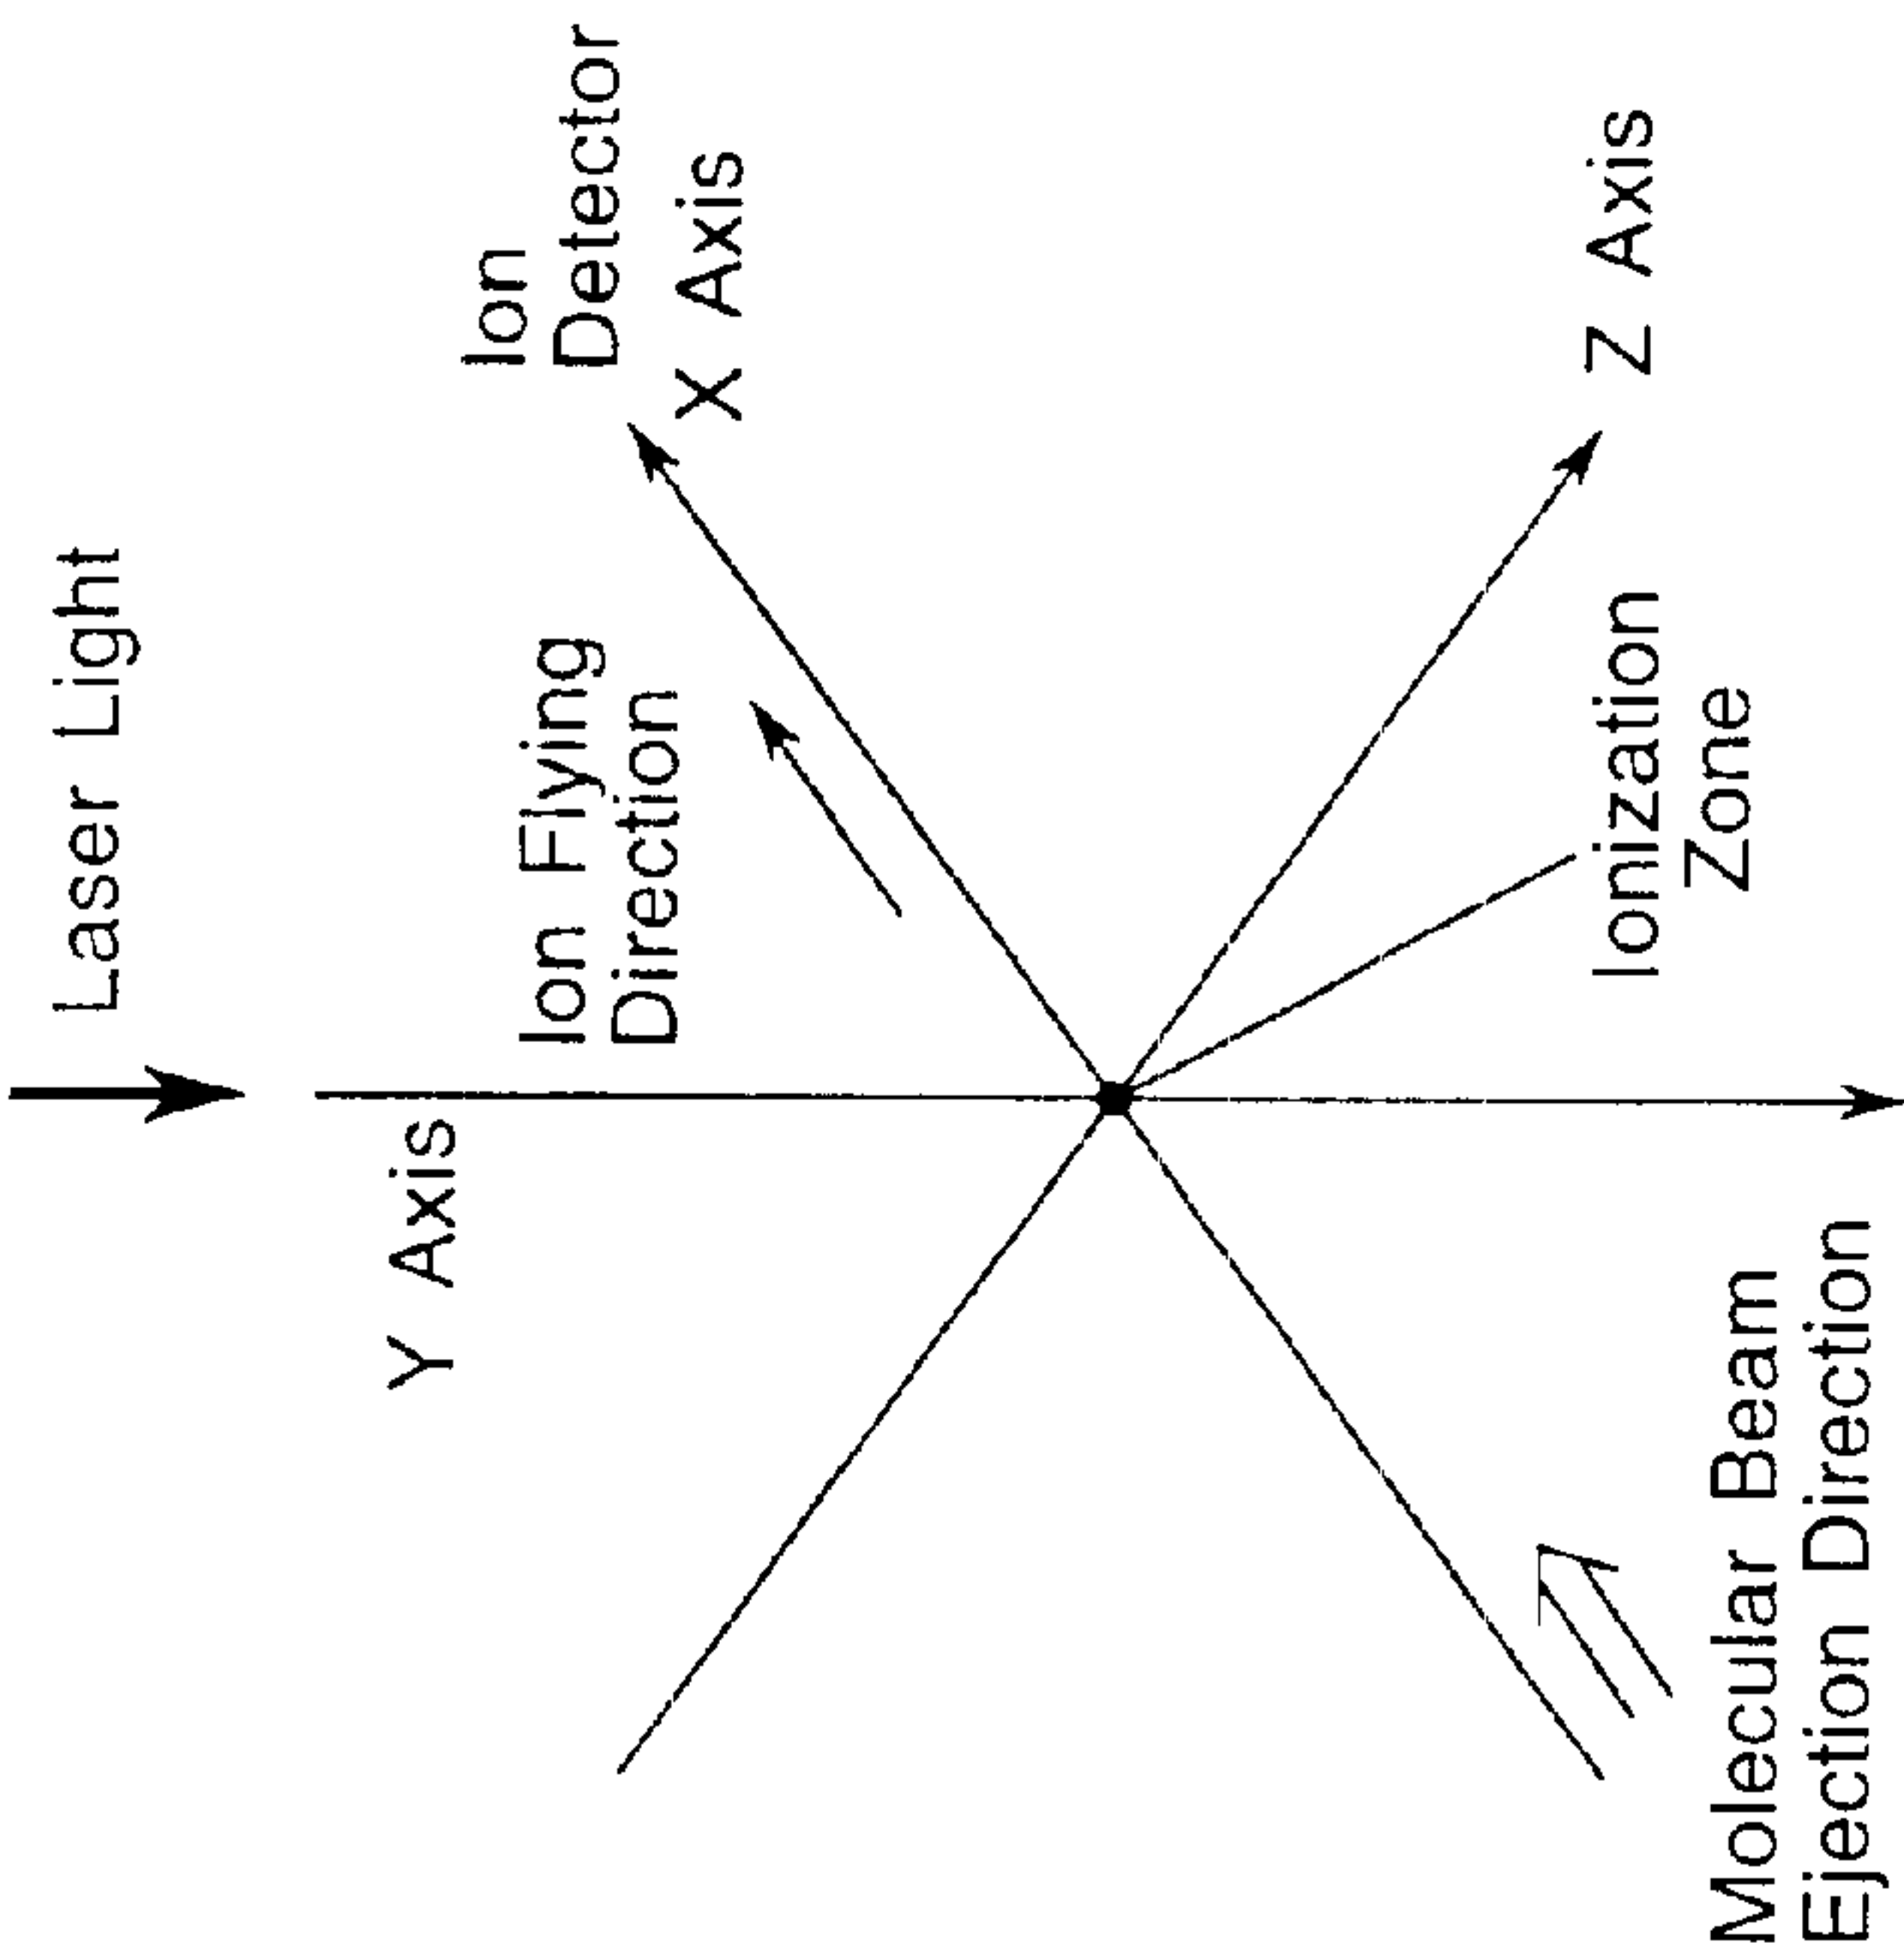 Laser Light
Y Axis
Ion Flying
Direction
Ion
Detector
X Axis
Z Axis
Ionization
Zone
Molecular Beam
Ejection Direction